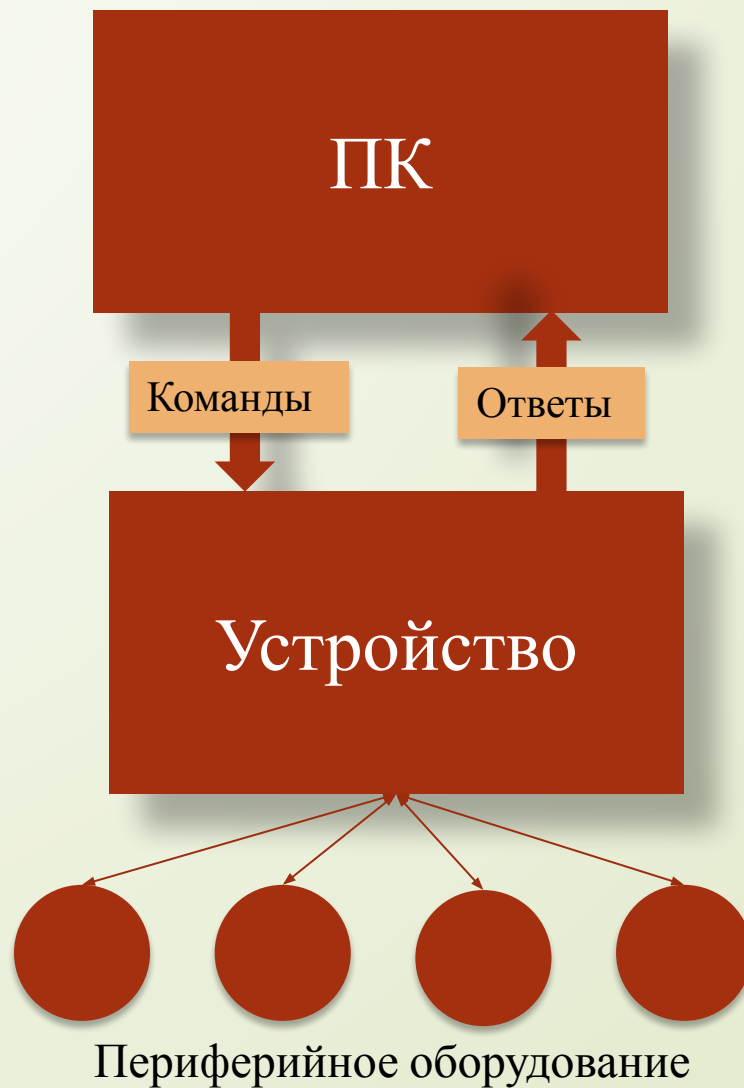 ПК
Команды
Ответы
Устройство
Периферийное оборудование